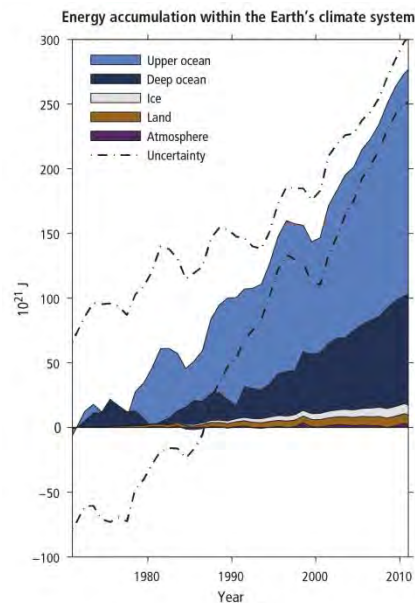 Energy accumulation within the Earth's climate system
300
250
200
150
100
50
0
−50
−100
10²¹ J
Upper ocean
Deep ocean
Ice
Land
Atmosphere
Uncertainty
1980
1990
2000
2010
Year